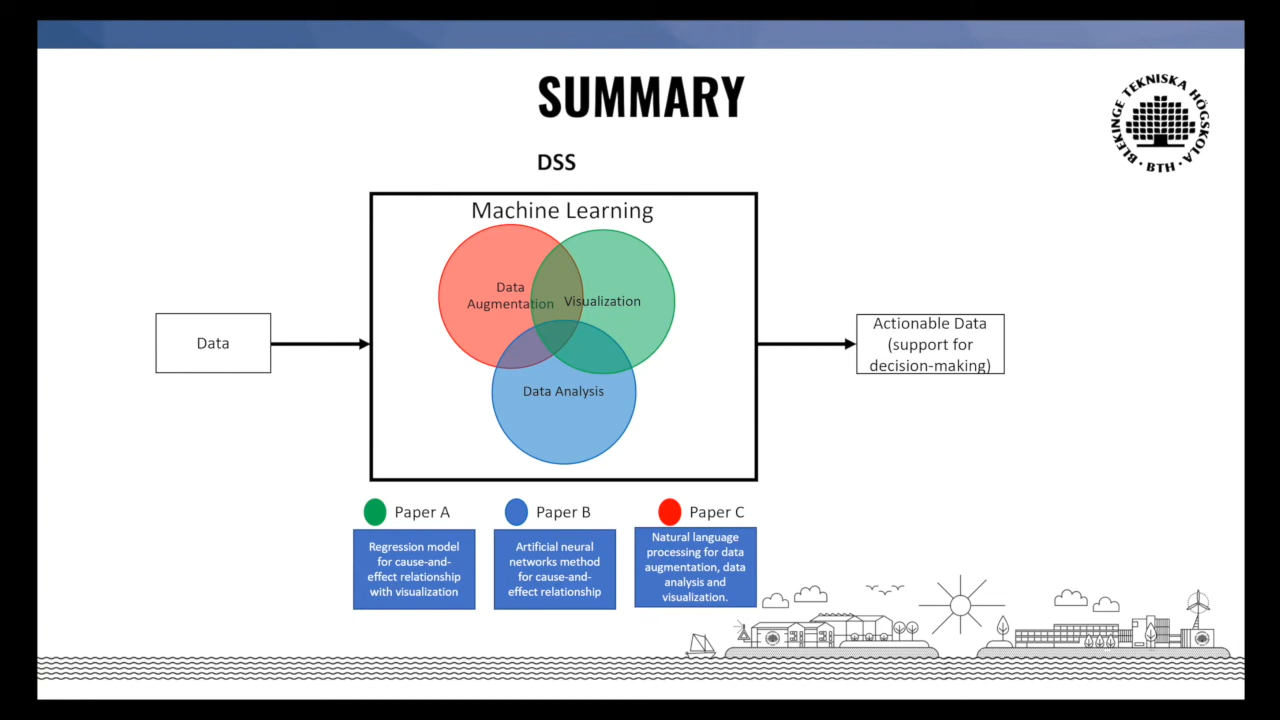 SUMMARY
BLEKINGE TEKNISKA HÖGSKOLA
· BTH ·
DSS
Machine Learning
Data
Augmentation
Visualization
Data Analysis
Data
Actionable Data
(support for
decision-making)
Paper A
Regression model
for cause-and-
effect relationship
with visualization
Paper B
Artificial neural
networks method
for cause-and-
effect relationship
Paper C
Natural language
processing for data
augmentation, data
analysis and
visualization.